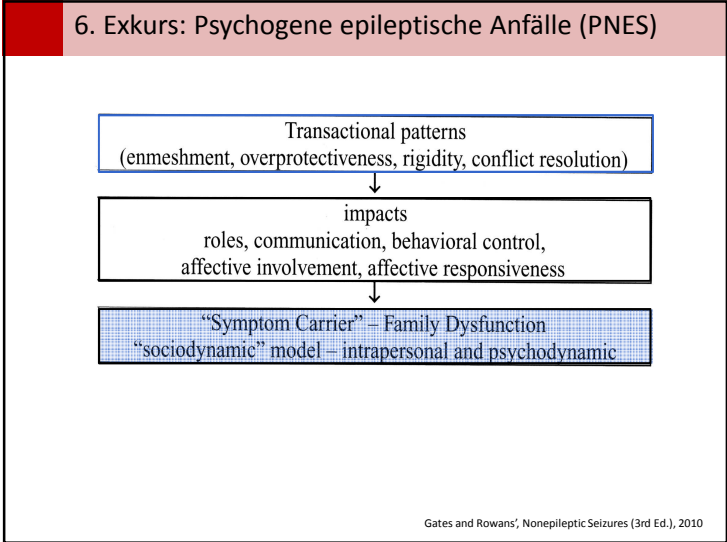 6. Exkurs: Psychogene epileptische Anfälle (PNES)
Transactional patterns
(enmeshment, overprotectiveness, rigidity, conflict resolution)
impacts
roles, communication, behavioral control,
affective involvement, affective responsiveness
“Symptom Carrier” – Family Dysfunction
“sociodynamic” model – intrapersonal and psychodynamic
Gates and Rowans’, Nonepileptic Seizures (3rd Ed.), 2010